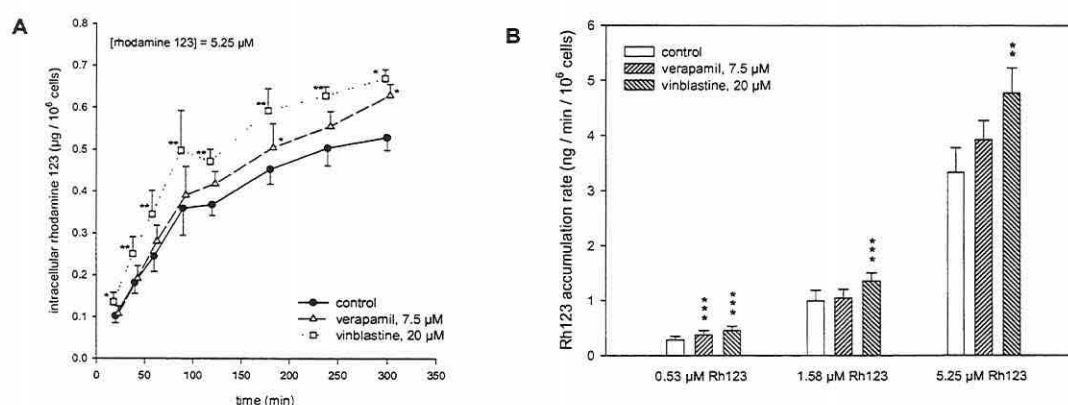 A
[rhodamine 123] = 5.25 µM
intracellular rhodamine 123 (µg / 10⁶ cells)
0.8
0.7
0.6
0.5
0.4
0.3
0.2
0.1
0.0
* ** ** ** ** ** ** *
* *
control
verapamil, 7.5 µM
vinblastine, 20 µM
0 50 100 150 200 250 300 350
time (min)
B
Rh123 accumulation rate (ng / min / 10⁶ cells)
6
5
4
3
2
1
0
control
verapamil, 7.5 µM
vinblastine, 20 µM
*** *** *** **
0.53 µM Rh123 1.58 µM Rh123 5.25 µM Rh123